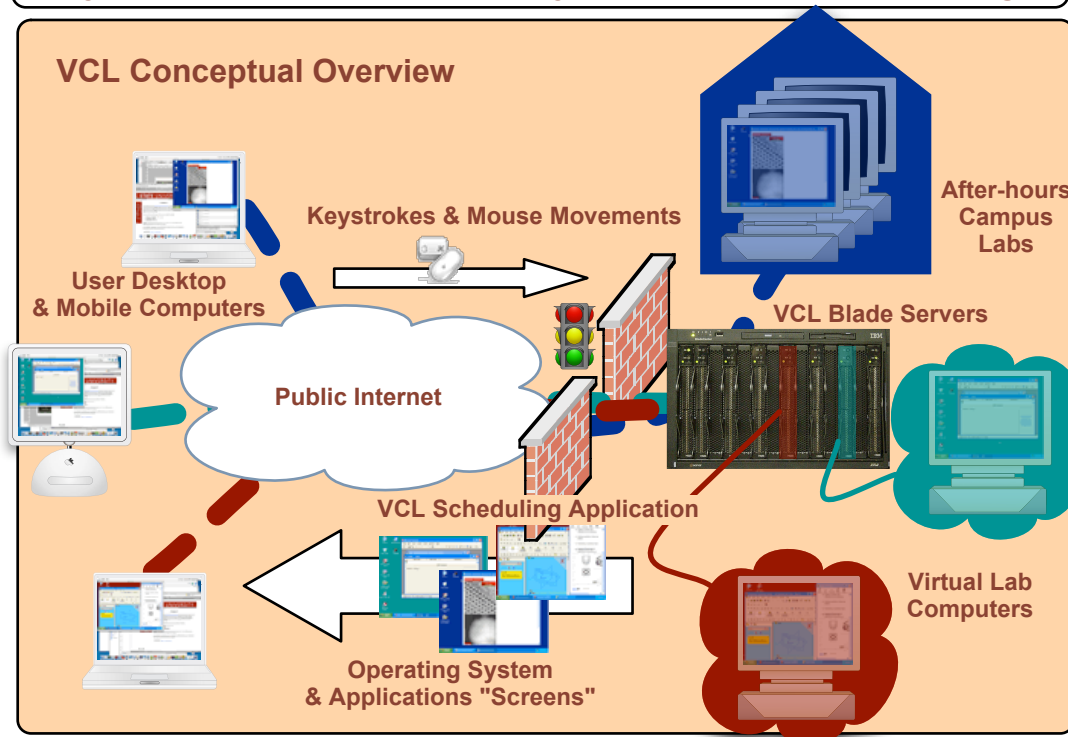 VCL Conceptual Overview
Keystrokes & Mouse Movements
After-hours
Campus
Labs
User Desktop
& Mobile Computers
VCL Blade Servers
IBM
Public Internet
VCL Scheduling Application
Virtual Lab
Computers
Operating System
& Applications "Screens"